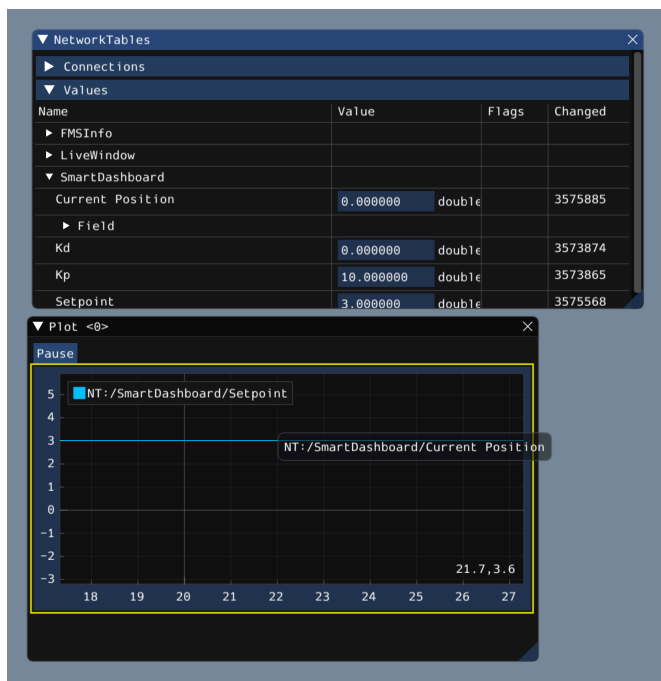 NetworkTables
Connections
Values
Name Value Flags Changed
FMSInfo
LiveWindow
SmartDashboard
Current Position 0.000000 double 3575885
Field
Kd 0.000000 double 3573874
Kp 10.000000 double 3573865
Setpoint 3.000000 double 3575568
Plot <0>
Pause
5
NT:/SmartDashboard/Setpoint
4
3
NT:/SmartDashboard/Current Position
2
1
0
−1
−2
21.7,3.6
−3
18 19 20 21 22 23 24 25 26 27